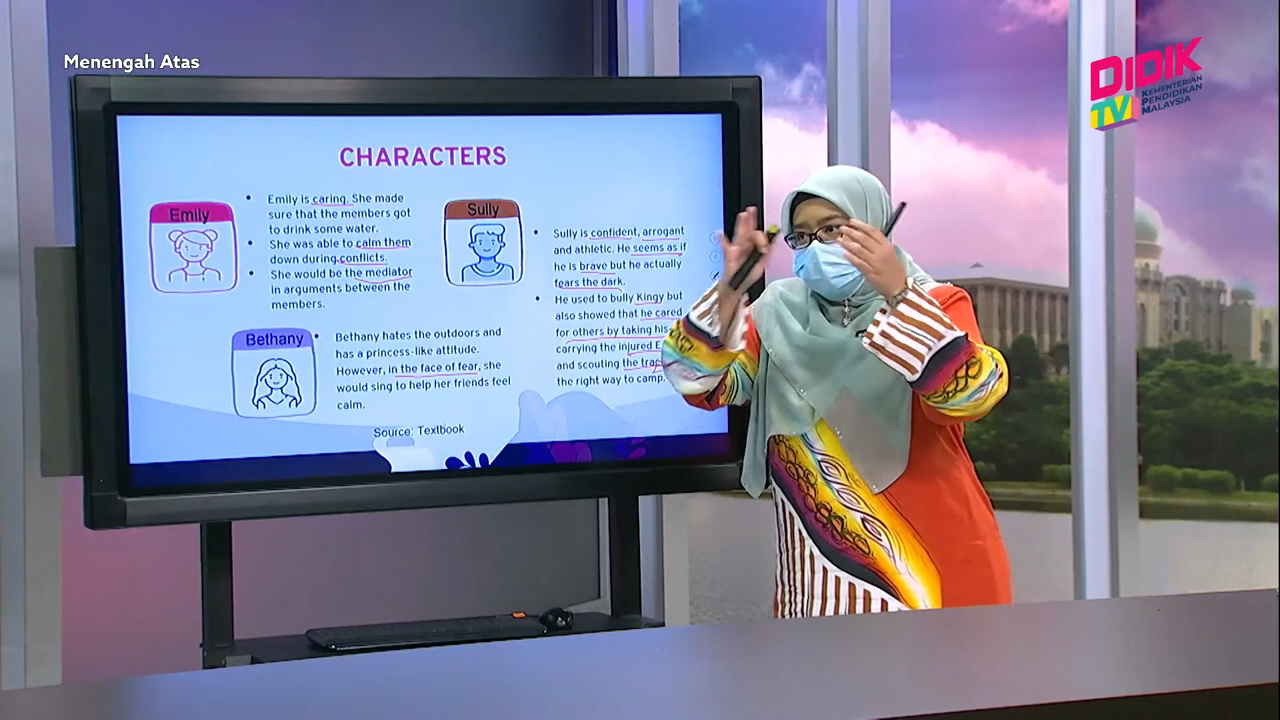 Menengah Atas
DIDIK
TV
KEMENTERIAN
PENDIDIKAN
MALAYSIA
CHARACTERS
Emily
Emily is caring. She made
sure that the members got
to drink some water.
She was able to calm them
down during conflicts.
She would be the mediator
in arguments between the
members.
Sully
Sully is confident, arrogant
and athletic. He seems as if
he is brave but he actually
fears the dark.
He used to bully Kingy but
also showed that he cared
for others by taking his
carrying the injured
and scouting the
the right way to camp.
Bethany
Bethany hates the outdoors and
has a princess-like attitude.
However, in the face of fear, she
would sing to help her friends feel
calm.
Source: Textbook